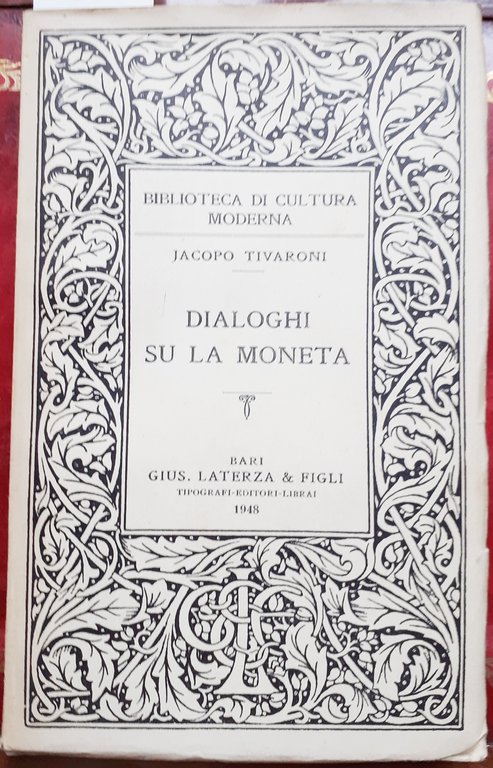 BIBLIOTECA DI CULTURA
MODERNA
JACOPO TIVARONI
DIALOGHI
SU LA MONETA
BARI
GIUS. LATERZA & FIGLI
TIPOGRAFI-EDITORI-LIBRAI
1948